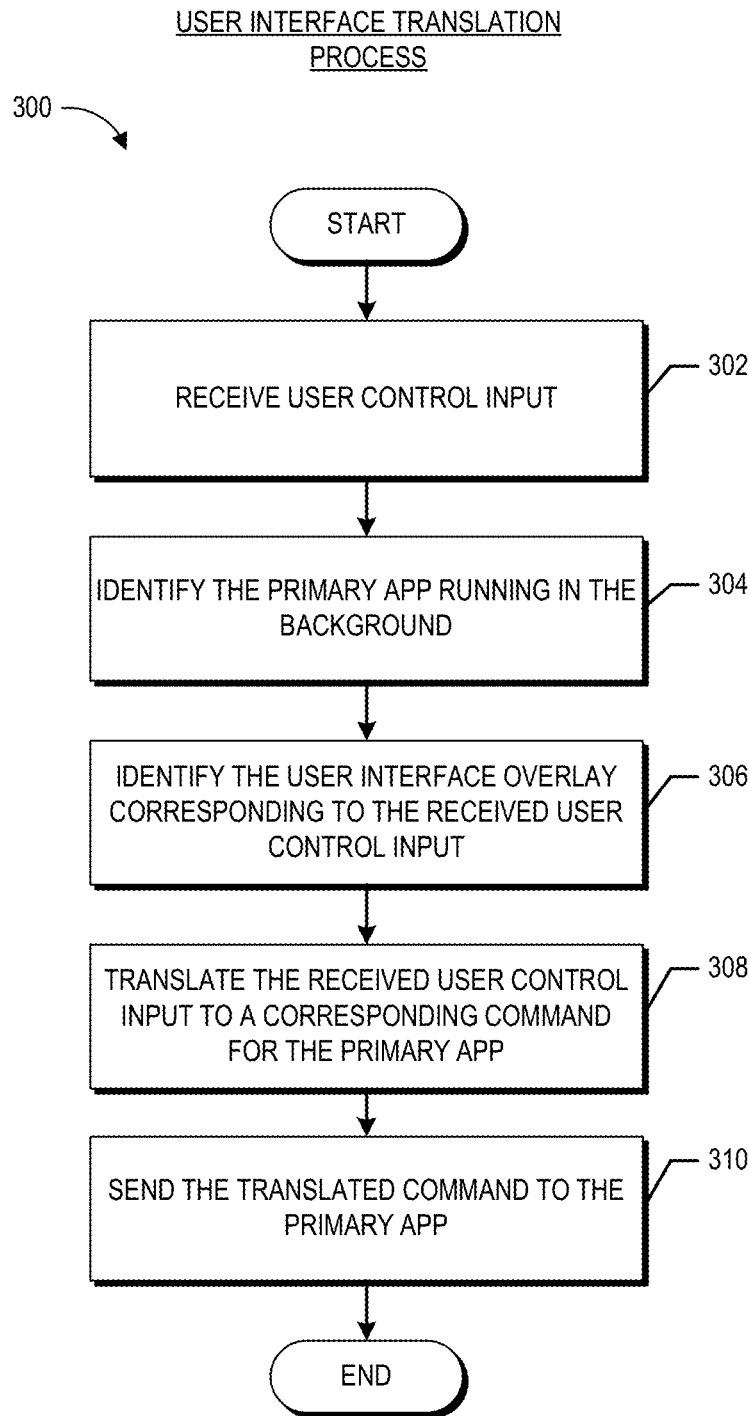 USER INTERFACE TRANSLATION
PROCESS
300
START
RECEIVE USER CONTROL INPUT
302
IDENTIFY THE PRIMARY APP RUNNING IN THE
BACKGROUND
304
IDENTIFY THE USER INTERFACE OVERLAY
CORRESPONDING TO THE RECEIVED USER
CONTROL INPUT
306
TRANSLATE THE RECEIVED USER CONTROL
INPUT TO A CORRESPONDING COMMAND
FOR THE PRIMARY APP
308
SEND THE TRANSLATED COMMAND TO THE
PRIMARY APP
310
END